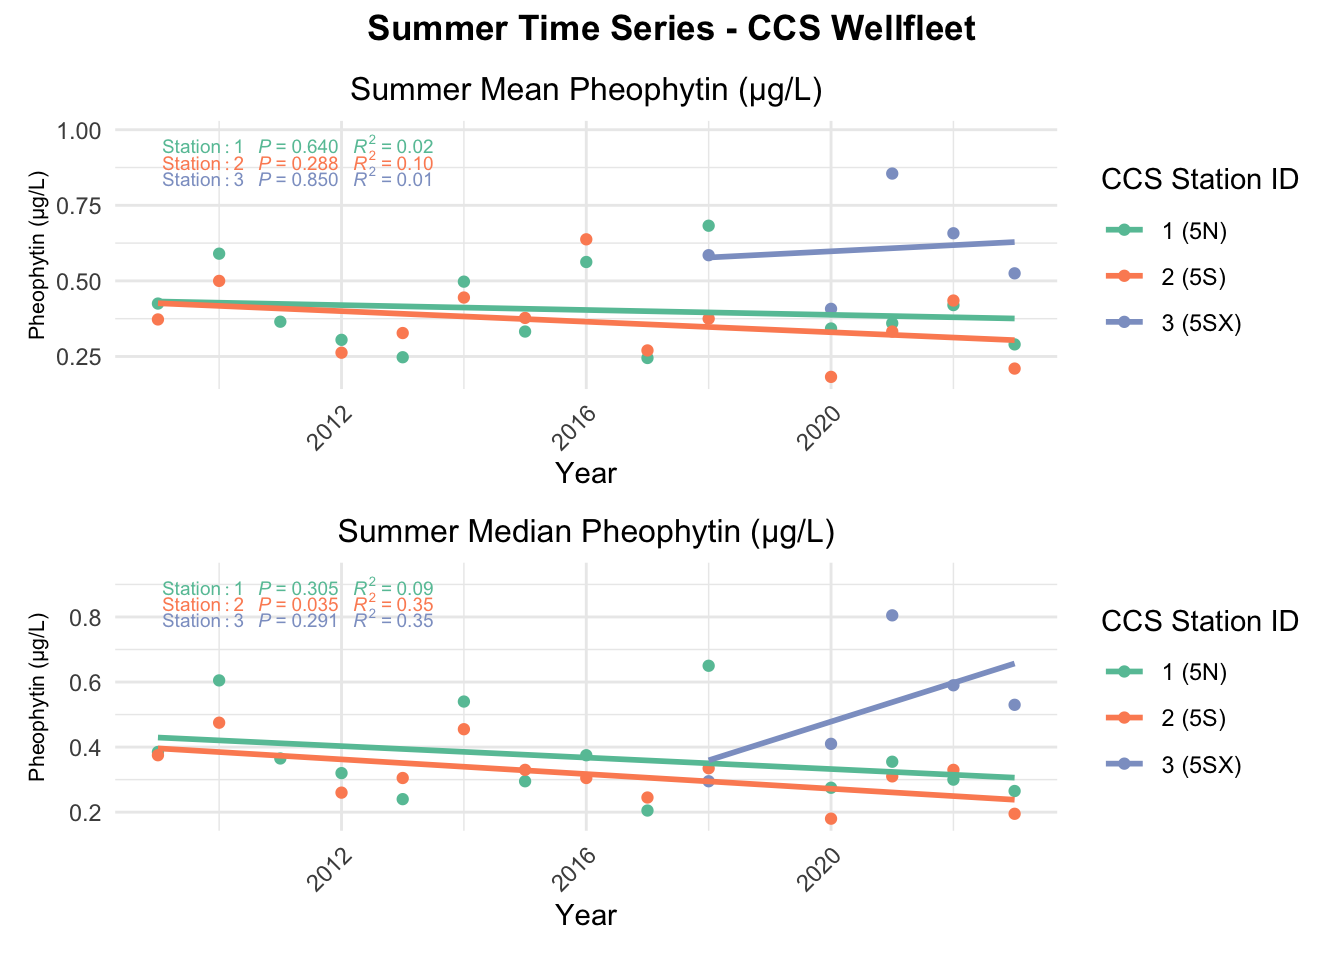 Summer Time Series - CCS Wellfleet
Summer Mean Pheophytin (µg/L)
Station: 1 P = 0.640 R² = 0.02
Station: 2 P = 0.288 R² = 0.10
Station: 3 P = 0.850 R² = 0.01
1.00
0.75
0.50
0.25
Pheophytin (µg/L)
2012
2016
2020
Year
CCS Station ID
1 (5N)
2 (5S)
3 (5SX)
Summer Median Pheophytin (µg/L)
Station: 1 P = 0.305 R² = 0.09
Station: 2 P = 0.035 R² = 0.35
Station: 3 P = 0.291 R² = 0.35
0.8
0.6
0.4
0.2
Pheophytin (µg/L)
2012
2016
2020
Year
CCS Station ID
1 (5N)
2 (5S)
3 (5SX)